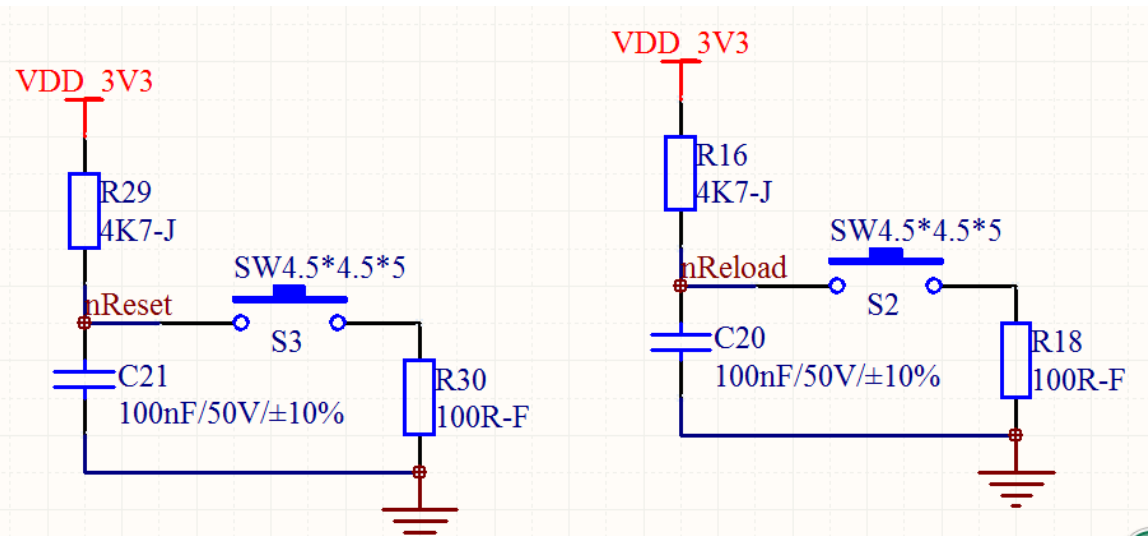 VDD_3V3
R29
4K7-J
SW4.5*4.5*5
nReset
S3
C21
100nF/50V/±10%
R30
100R-F
VDD_3V3
R16
4K7-J
SW4.5*4.5*5
nReload
S2
C20
100nF/50V/±10%
R18
100R-F